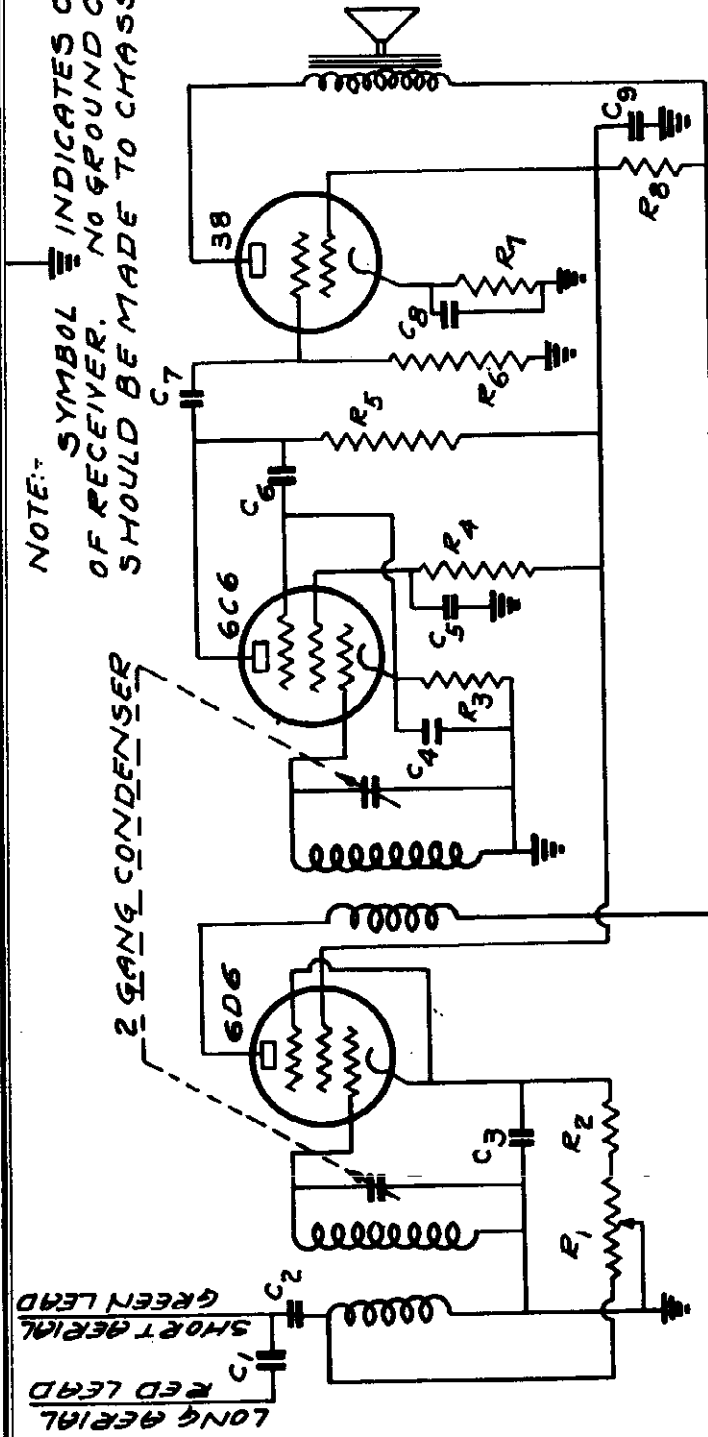 NOTE:-
SYMBOL INDICATES C
OF RECEIVER. NO GROUND C
SHOULD BE MADE TO CHASS
2 GANG CONDENSER
LONG AERIAL
RED LEAD
SHORT AERIAL
GREEN LEAD
C1
C2
6D6
C3
R1
R2
6C6
C4
R3
C5
R4
C6
R5
C7
38
R6
C8
R7
R8
C9